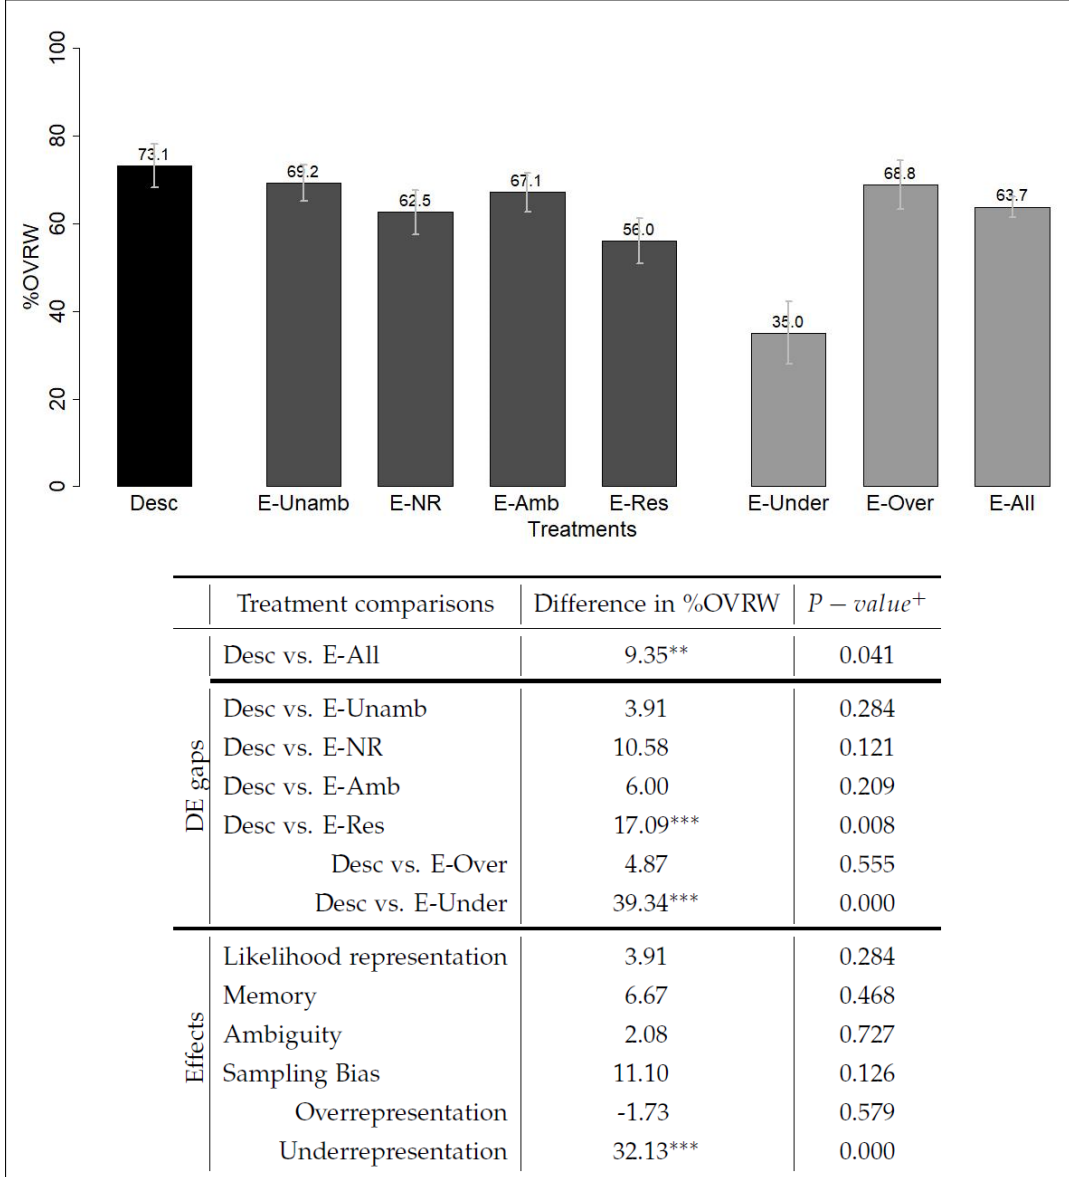 100
80
60
40
20
0
%OVRW
73.1
69.2
62.5
67.1
56.0
35.0
68.8
63.7
Desc E-Unamb E-NR E-Amb E-Res E-Under E-Over E-All
Treatments
Treatment comparisons Difference in %OVRW P − value+
Desc vs. E-All 9.35** 0.041
DE gaps
Desc vs. E-Unamb 3.91 0.284
Desc vs. E-NR 10.58 0.121
Desc vs. E-Amb 6.00 0.209
Desc vs. E-Res 17.09*** 0.008
Desc vs. E-Over 4.87 0.555
Desc vs. E-Under 39.34*** 0.000
Effects
Likelihood representation 3.91 0.284
Memory 6.67 0.468
Ambiguity 2.08 0.727
Sampling Bias 11.10 0.126
Overrepresentation -1.73 0.579
Underrepresentation 32.13*** 0.000